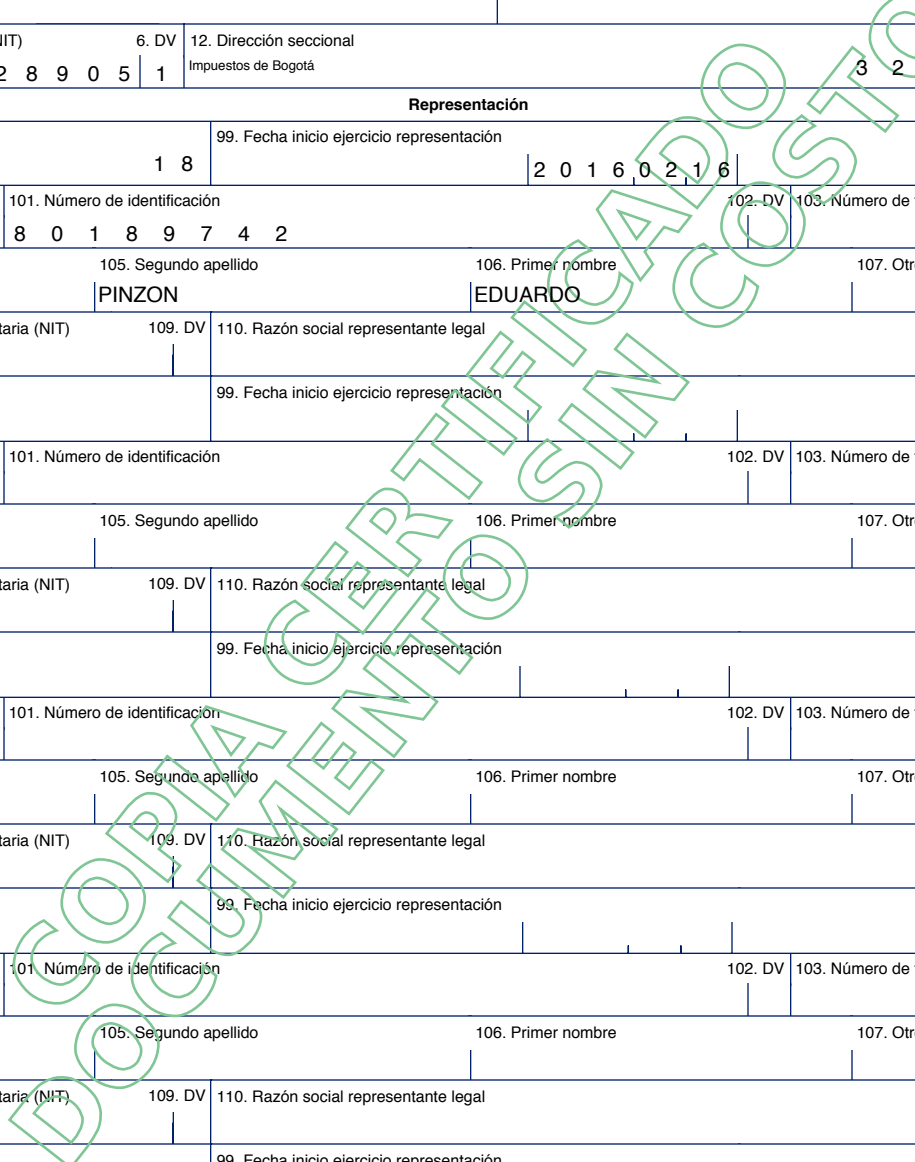 IT) 6. DV 12. Dirección seccional
2 8 9 0 5 1 Impuestos de Bogotá 3 2
Representación
99. Fecha inicio ejercicio representación
1 8 2 0 1 6 0 2 1 6
101. Número de identificación 102. DV 103. Número de
8 0 1 8 9 7 4 2
105. Segundo apellido 106. Primer nombre 107. Otr
PINZON EDUARDO
taria (NIT) 109. DV 110. Razón social representante legal
99. Fecha inicio ejercicio representación
101. Número de identificación 102. DV 103. Número de
105. Segundo apellido 106. Primer nombre 107. Otr
taria (NIT) 109. DV 110. Razón social representante legal
99. Fecha inicio ejercicio representación
101. Número de identificación 102. DV 103. Número de
105. Segundo apellido 106. Primer nombre 107. Otr
taria (NIT) 109. DV 110. Razón social representante legal
99. Fecha inicio ejercicio representación
101. Número de identificación 102. DV 103. Número de
105. Segundo apellido 106. Primer nombre 107. Otr
taria (NIT) 109. DV 110. Razón social representante legal
99. Fecha inicio ejercicio representación
COPIA CERTIFICADO
DOCUMENTO SIN COSTO